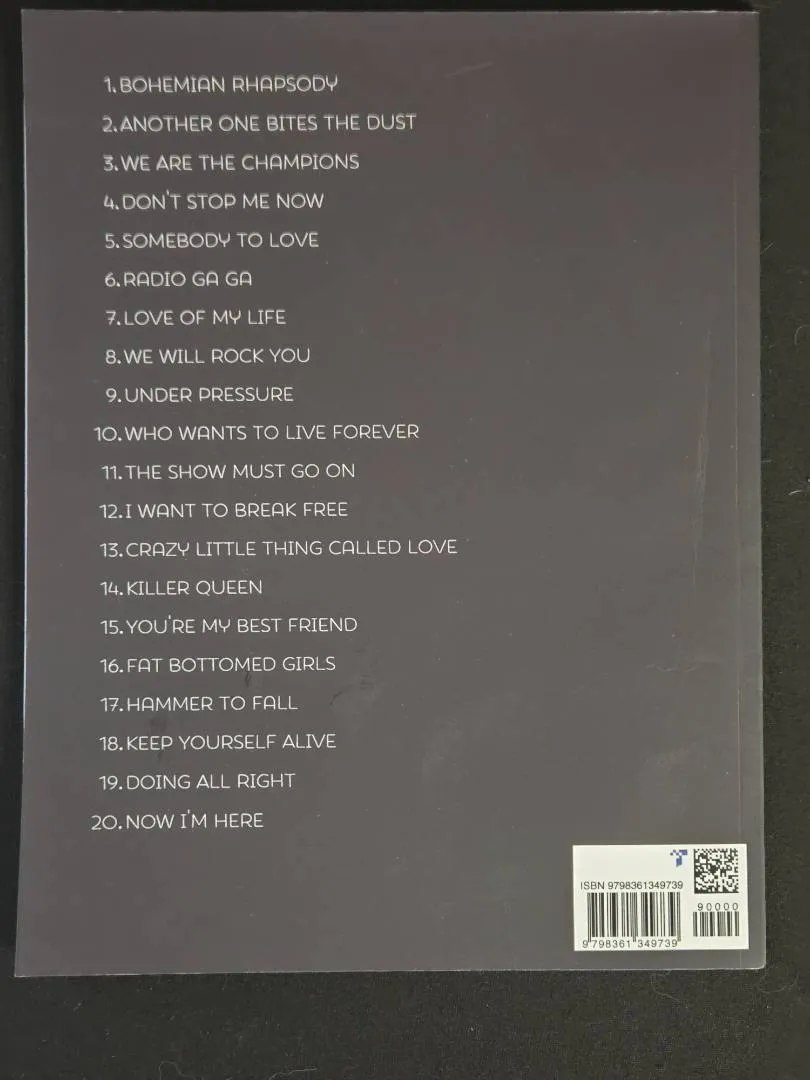 1. BOHEMIAN RHAPSODY
2. ANOTHER ONE BITES THE DUST
3. WE ARE THE CHAMPIONS
4. DON'T STOP ME NOW
5. SOMEBODY TO LOVE
6. RADIO GA GA
7. LOVE OF MY LIFE
8. WE WILL ROCK YOU
9. UNDER PRESSURE
10. WHO WANTS TO LIVE FOREVER
11. THE SHOW MUST GO ON
12. I WANT TO BREAK FREE
13. CRAZY LITTLE THING CALLED LOVE
14. KILLER QUEEN
15. YOU'RE MY BEST FRIEND
16. FAT BOTTOMED GIRLS
17. HAMMER TO FALL
18. KEEP YOURSELF ALIVE
19. DOING ALL RIGHT
20. NOW I'M HERE
ISBN 9798361349739
90000
9 798361 349739